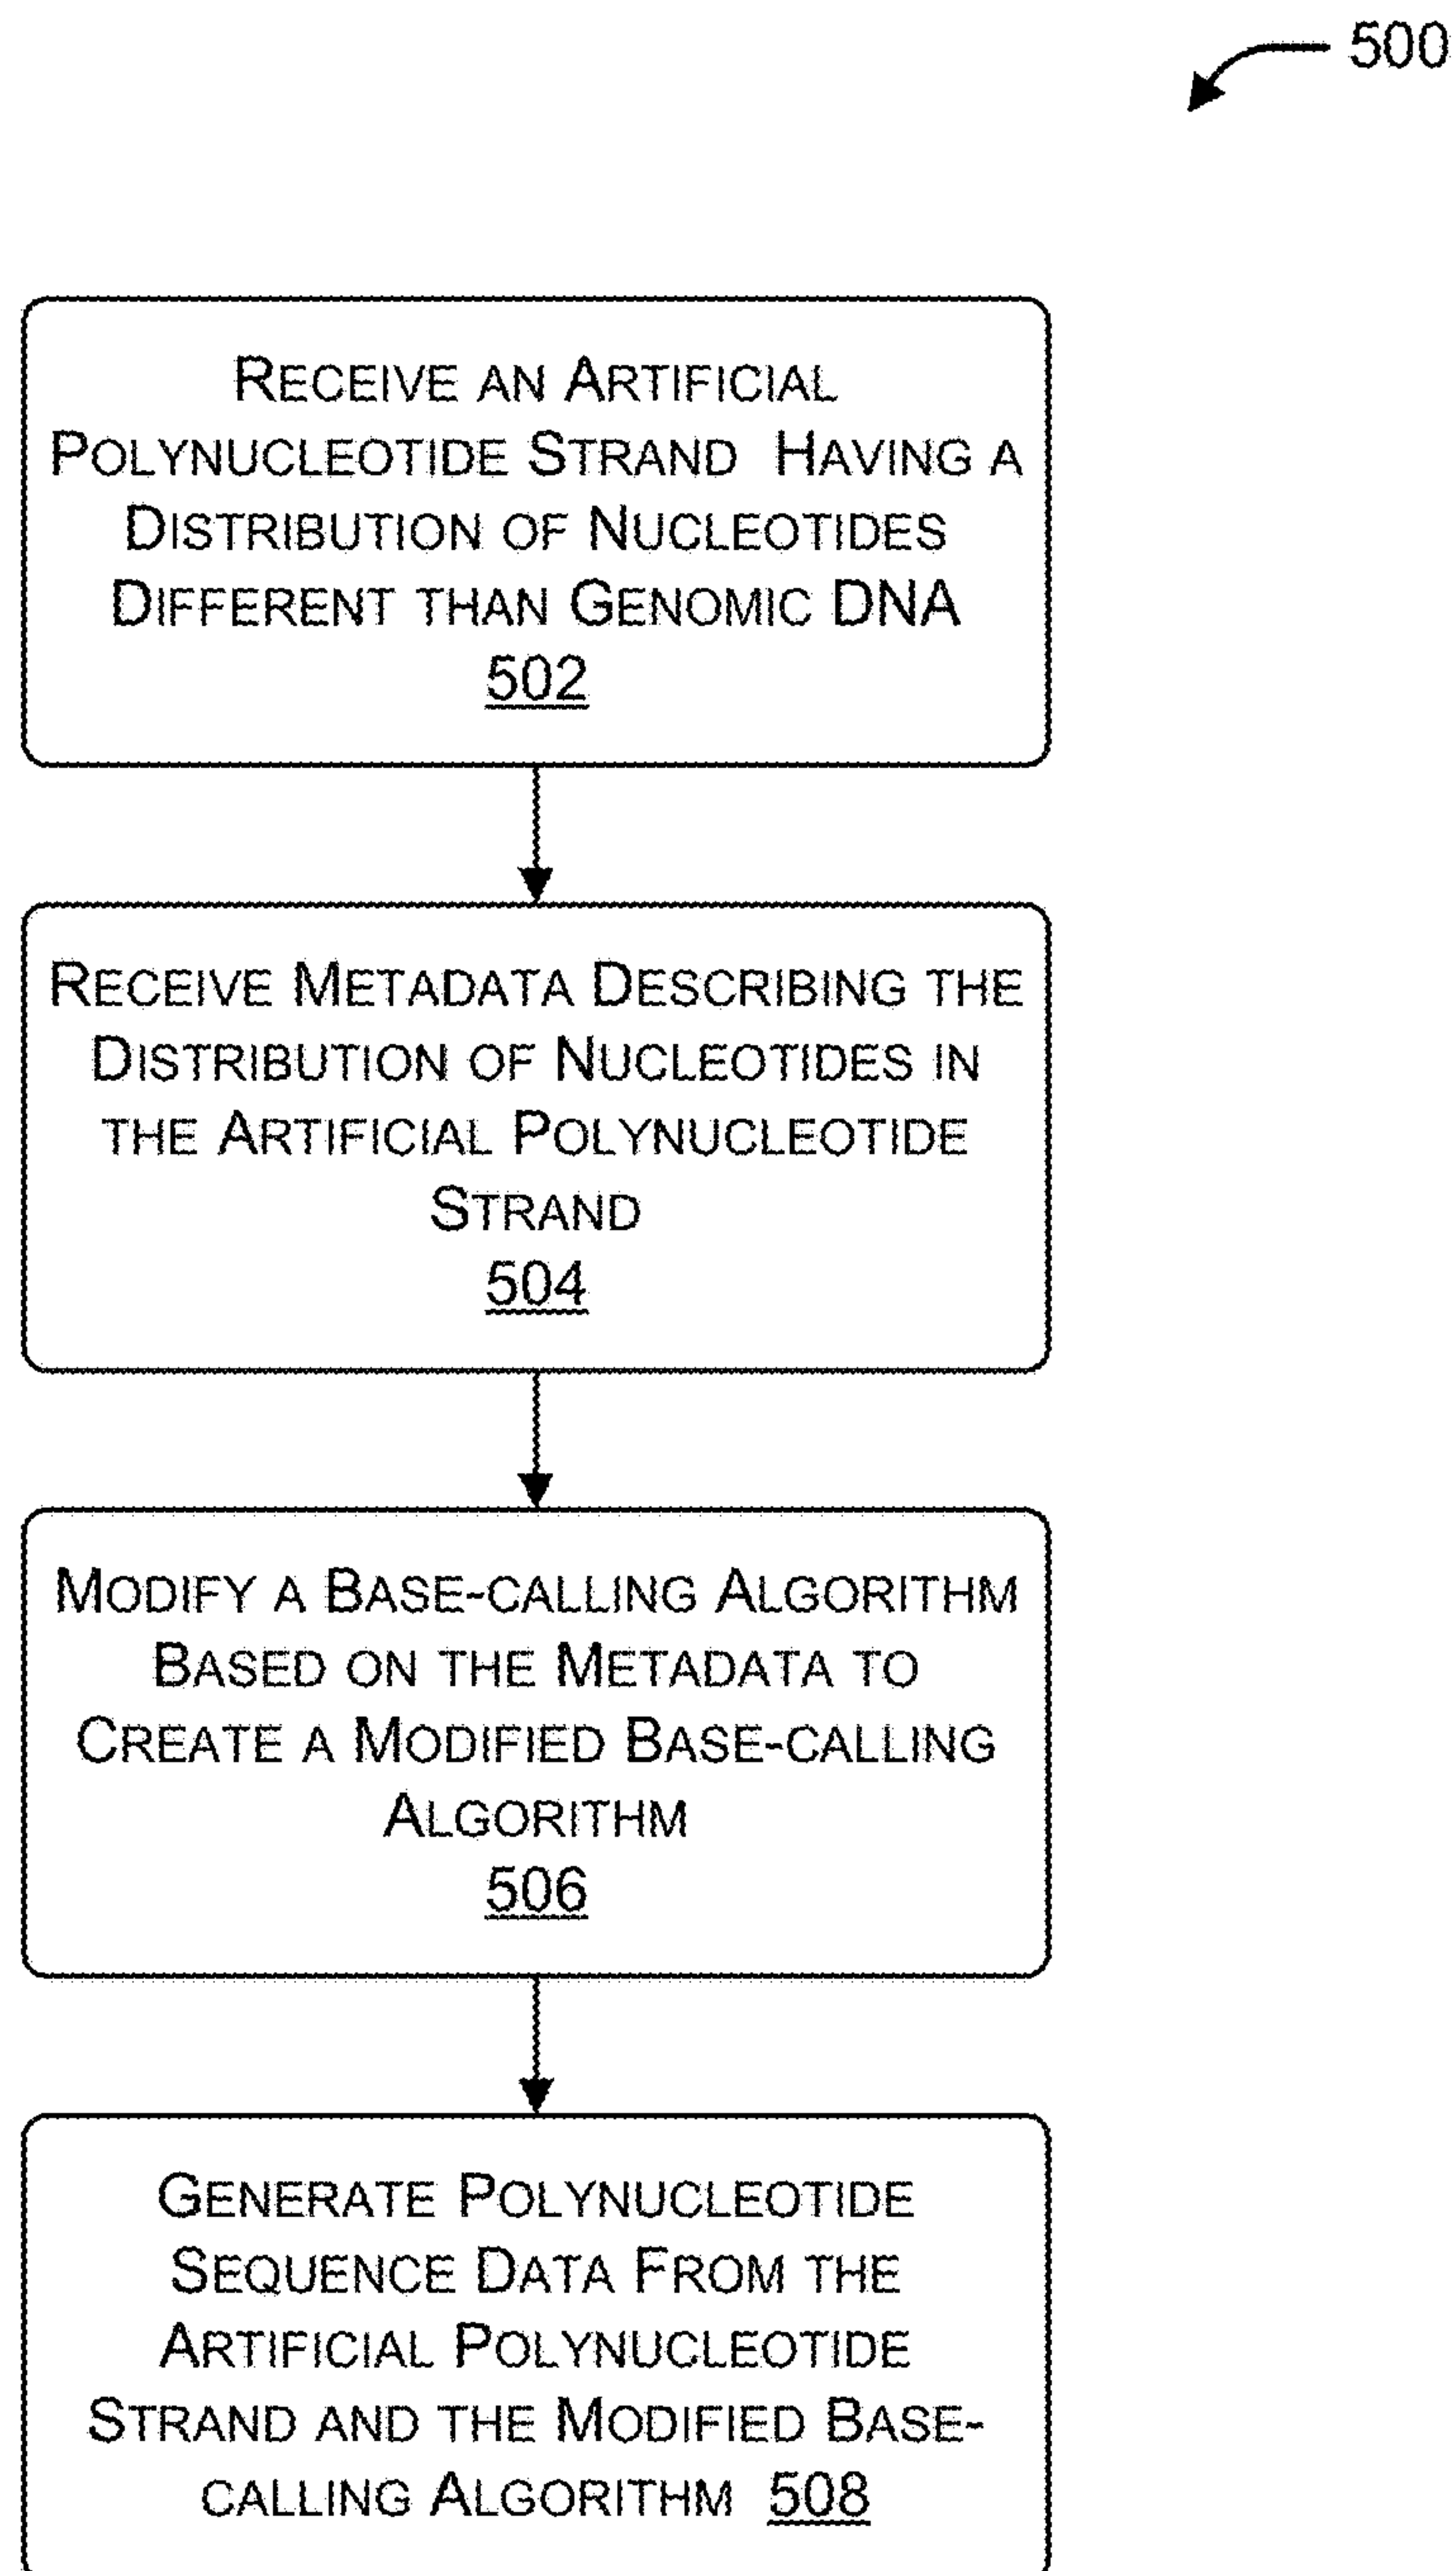 500
RECEIVE AN ARTIFICIAL
POLYNUCLEOTIDE STRAND HAVING A
DISTRIBUTION OF NUCLEOTIDES
DIFFERENT THAN GENOMIC DNA
502
RECEIVE METADATA DESCRIBING THE
DISTRIBUTION OF NUCLEOTIDES IN
THE ARTIFICIAL POLYNUCLEOTIDE
STRAND
504
MODIFY A BASE-CALLING ALGORITHM
BASED ON THE METADATA TO
CREATE A MODIFIED BASE-CALLING
ALGORITHM
506
GENERATE POLYNUCLEOTIDE
SEQUENCE DATA FROM THE
ARTIFICIAL POLYNUCLEOTIDE
STRAND AND THE MODIFIED BASE-
CALLING ALGORITHM 508